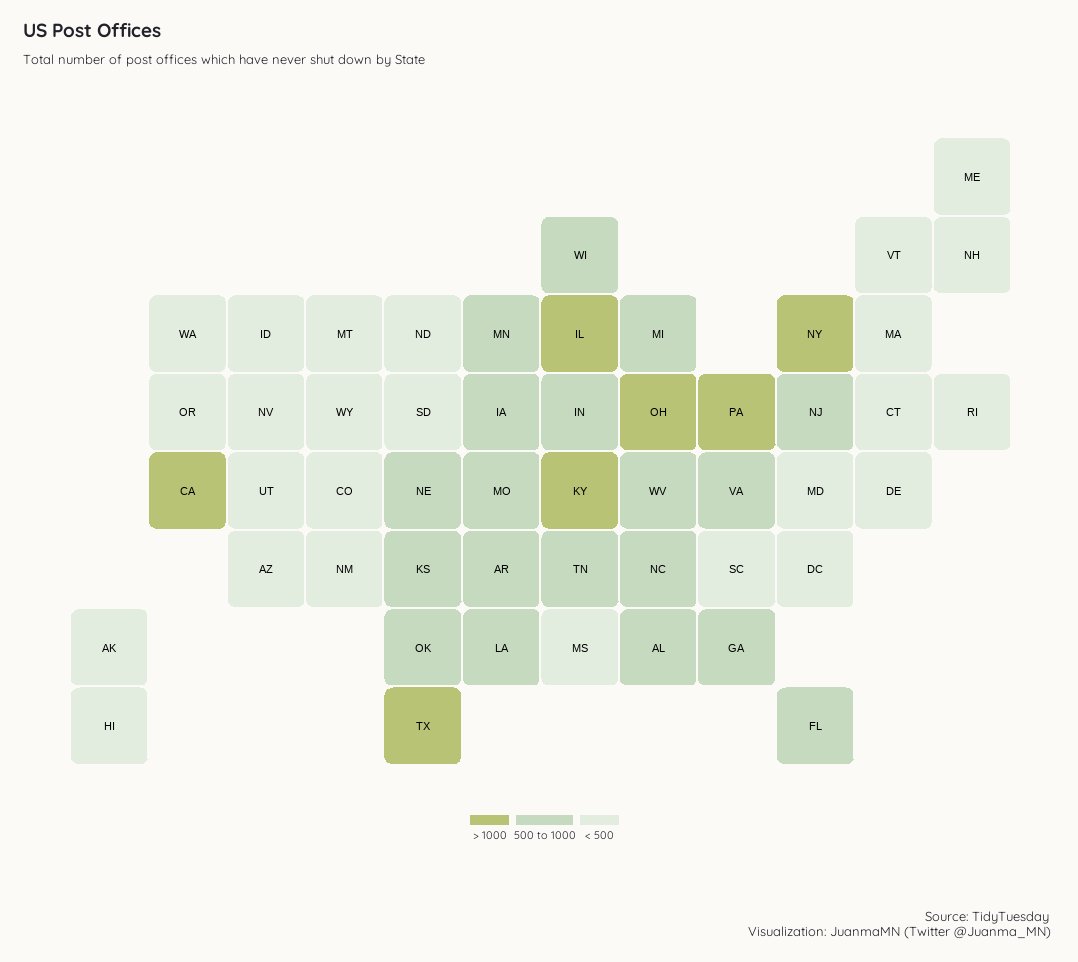 US Post Offices
Total number of post offices which have never shut down by State
ME
WI VT NH
WA ID MT ND MN IL MI NY MA
OR NV WY SD IA IN OH PA NJ CT RI
CA UT CO NE MO KY WV VA MD DE
AZ NM KS AR TN NC SC DC
AK OK LA MS AL GA
HI TX FL
> 1000 500 to 1000 < 500
Source: TidyTuesday
Visualization: JuanmaMN (Twitter @Juanma_MN)